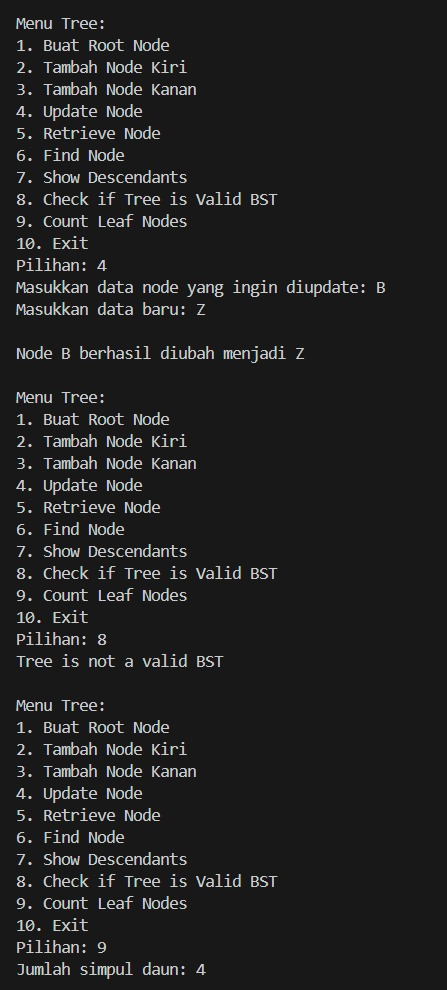 Menu Tree:
1. Buat Root Node
2. Tambah Node Kiri
3. Tambah Node Kanan
4. Update Node
5. Retrieve Node
6. Find Node
7. Show Descendants
8. Check if Tree is Valid BST
9. Count Leaf Nodes
10. Exit
Pilihan: 4
Masukkan data node yang ingin diupdate: B
Masukkan data baru: Z

Node B berhasil diubah menjadi Z

Menu Tree:
1. Buat Root Node
2. Tambah Node Kiri
3. Tambah Node Kanan
4. Update Node
5. Retrieve Node
6. Find Node
7. Show Descendants
8. Check if Tree is Valid BST
9. Count Leaf Nodes
10. Exit
Pilihan: 8
Tree is not a valid BST

Menu Tree:
1. Buat Root Node
2. Tambah Node Kiri
3. Tambah Node Kanan
4. Update Node
5. Retrieve Node
6. Find Node
7. Show Descendants
8. Check if Tree is Valid BST
9. Count Leaf Nodes
10. Exit
Pilihan: 9
Jumlah simpul daun: 4